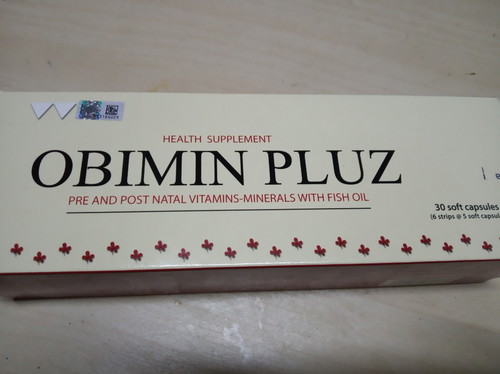 HEALTH SUPPLEMENT
OBIMIN PLUZ
PRE AND POST NATAL VITAMINS-MINERALS WITH FISH OIL
30 soft capsules
(6 strips @ 5 soft